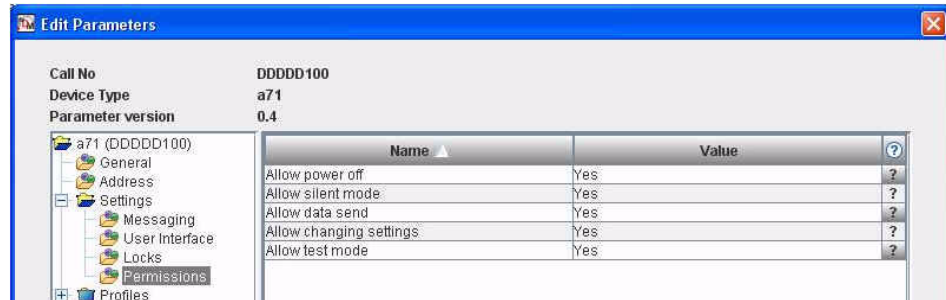 Edit Parameters
Call No DDDDD100
Device Type a71
Parameter version 0.4
a71 (DDDDD100)
General
Address
Settings
Messaging
User Interface
Locks
Permissions
Profiles
Name Value ?
Allow power off Yes ?
Allow silent mode Yes ?
Allow data send Yes ?
Allow changing settings Yes ?
Allow test mode Yes ?